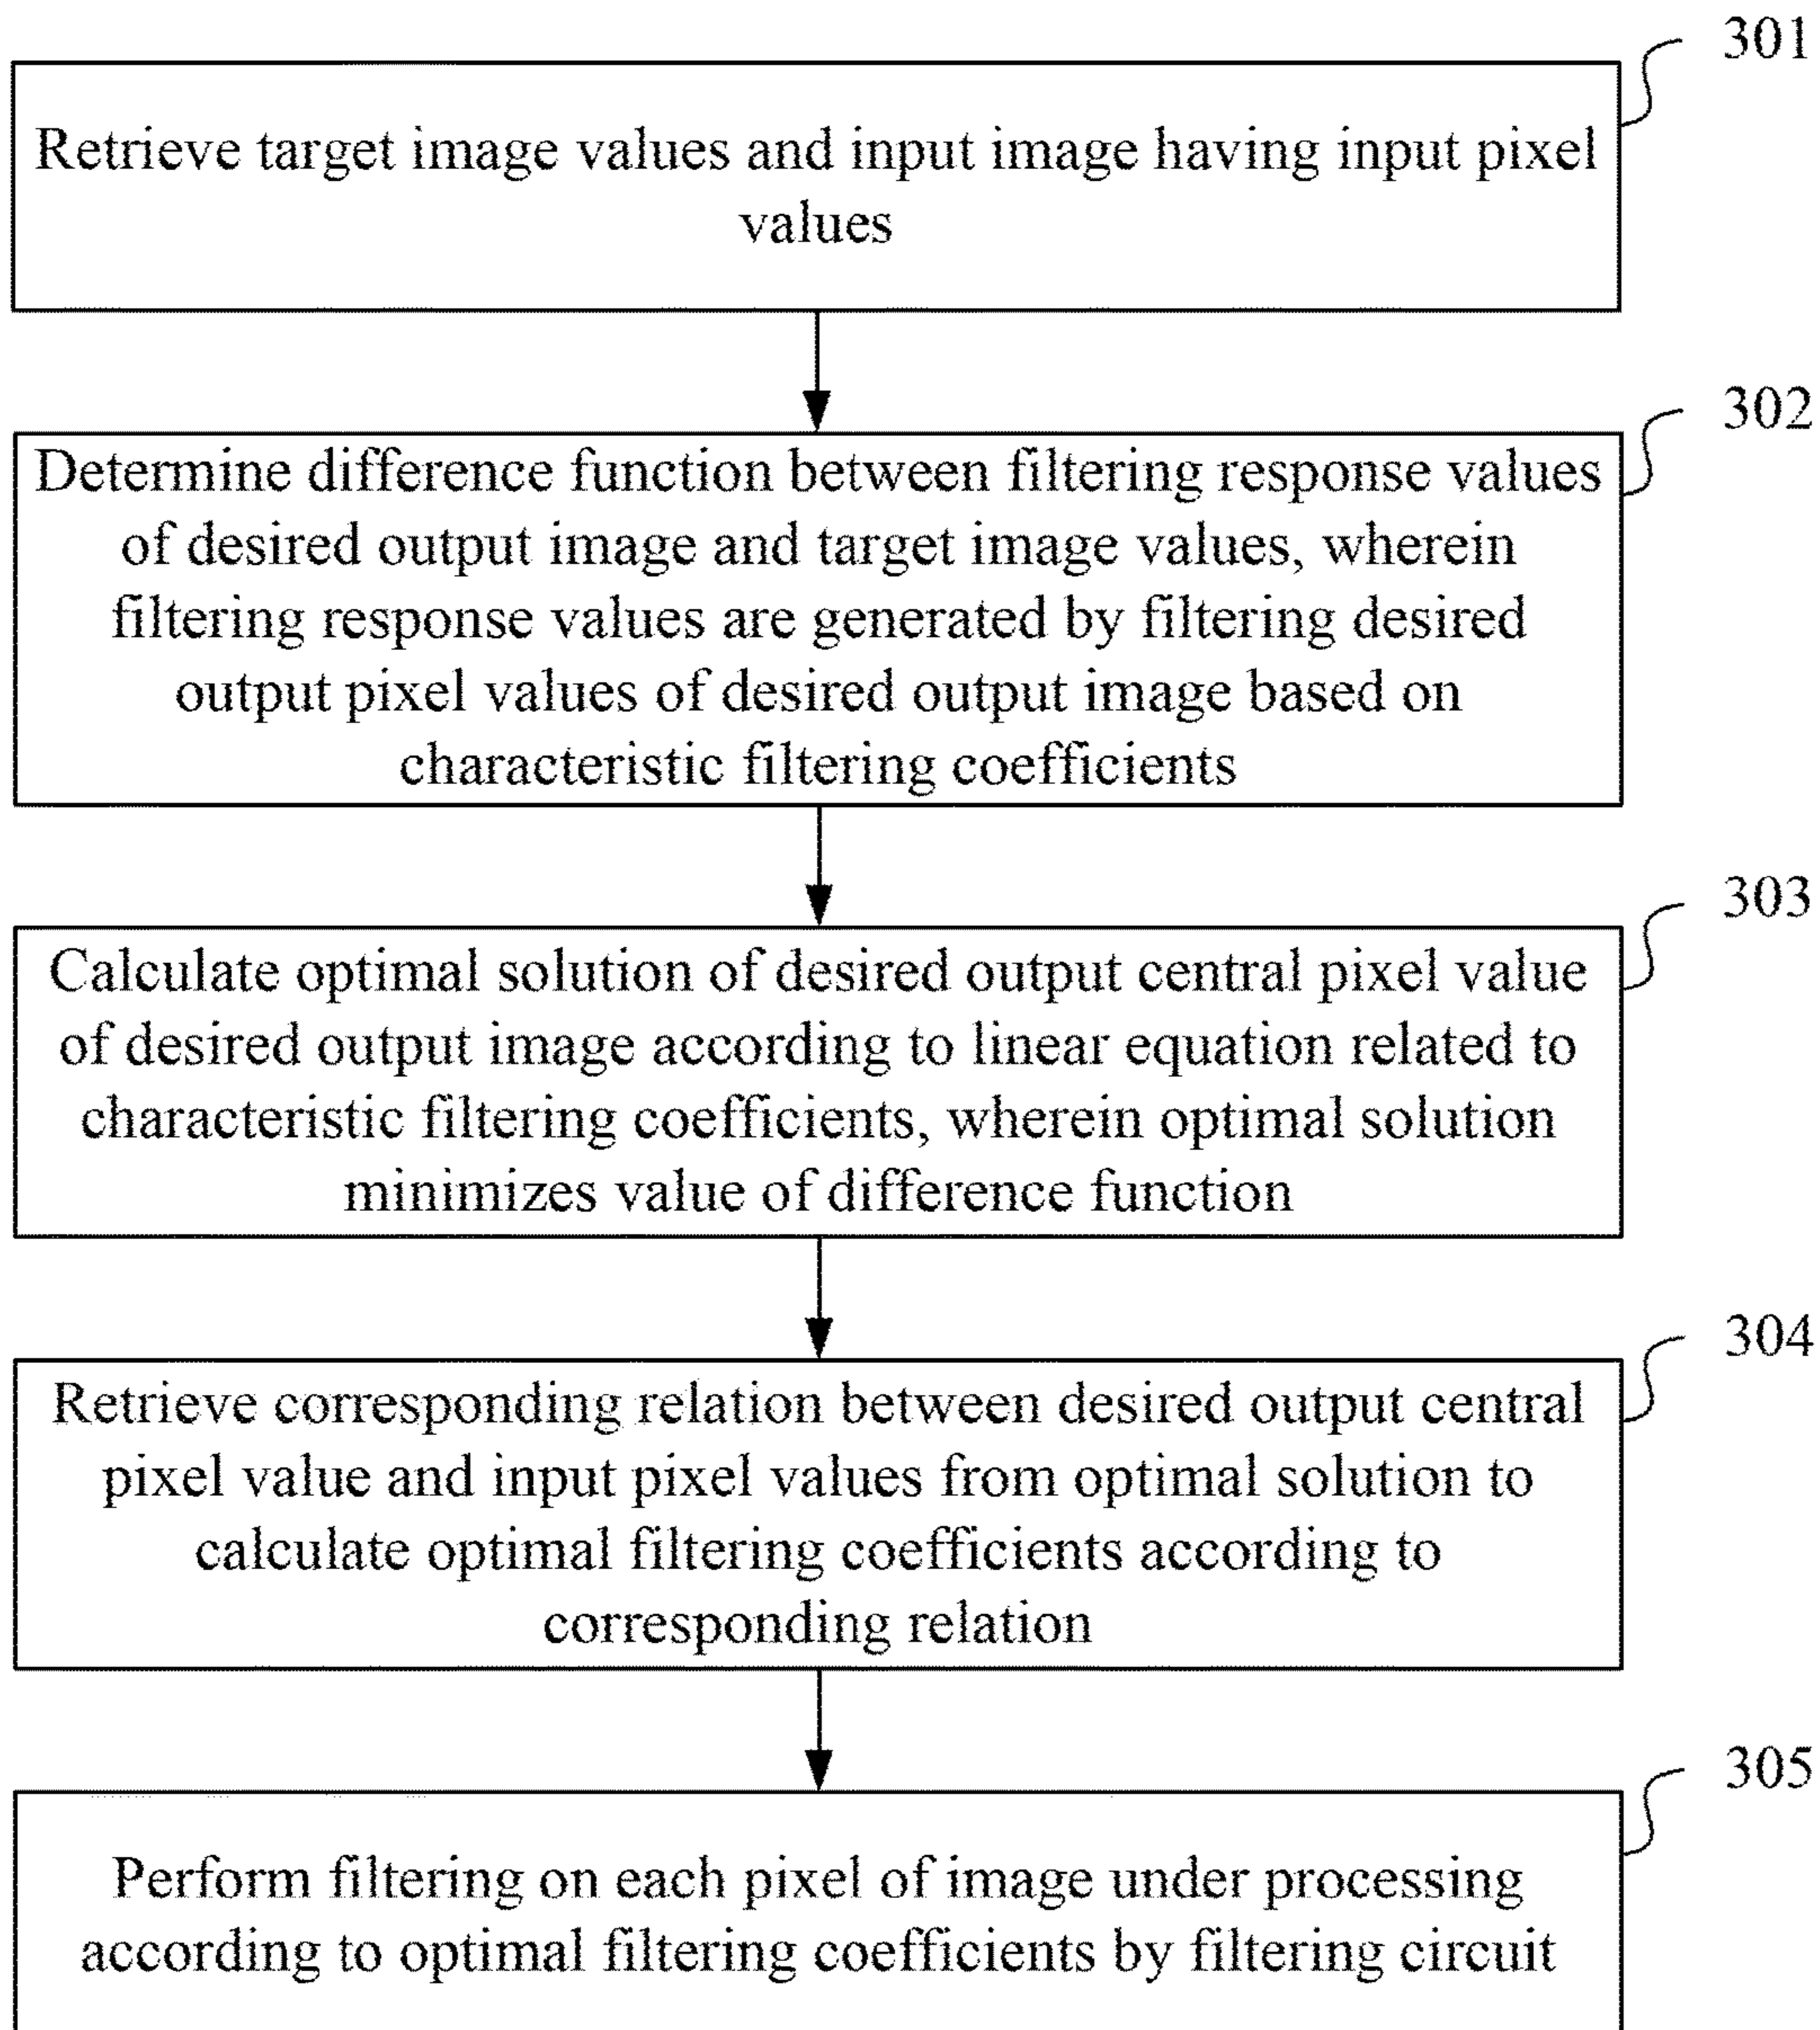 301
Retrieve target image values and input image having input pixel
values
302
Determine difference function between filtering response values
of desired output image and target image values, wherein
filtering response values are generated by filtering desired
output pixel values of desired output image based on
characteristic filtering coefficients
303
Calculate optimal solution of desired output central pixel value
of desired output image according to linear equation related to
characteristic filtering coefficients, wherein optimal solution
minimizes value of difference function
304
Retrieve corresponding relation between desired output central
pixel value and input pixel values from optimal solution to
calculate optimal filtering coefficients according to
corresponding relation
305
Perform filtering on each pixel of image under processing
according to optimal filtering coefficients by filtering circuit